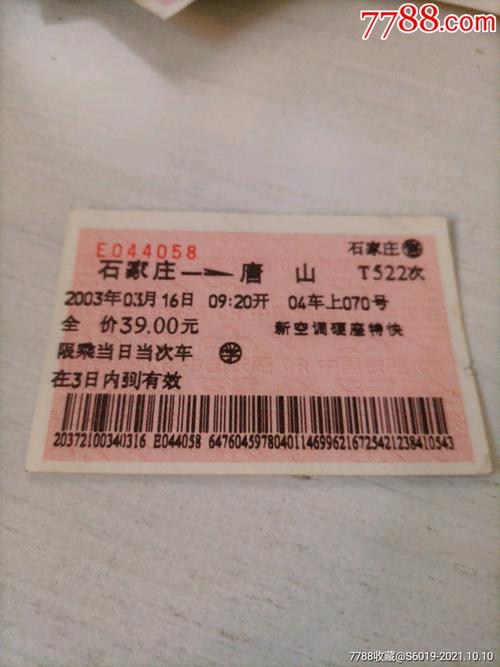 7788.com
E044058
石家庄售
石家庄→唐 山 T522次
2003年03月16日 09:20开 04车上070号
全 价39.00元 新空调硬座特快
限乘当日当次车 学
在3日内到有效
20372100340316 E044058 64760459780401146996216725421238410543
7788收藏@S6019-2021.10.10